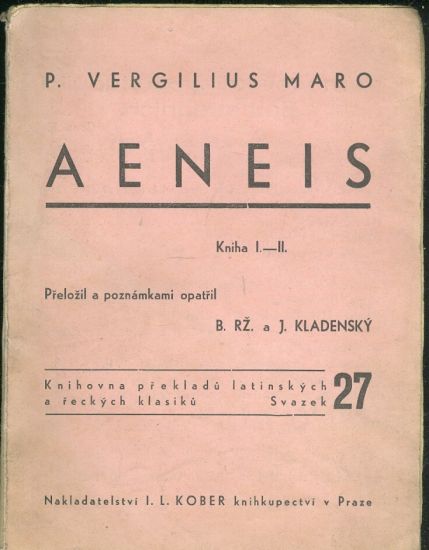 P. VERGILIUS MARO
AENEIS
Kniha I.—II.
Přeložil a poznámkami opatřil
B. RŽ. a J. KLADENSKÝ
Knihovna překladů latinských
a řeckých klasiků Svazek 27
Nakladatelství I. L. KOBER knihkupectví v Praze